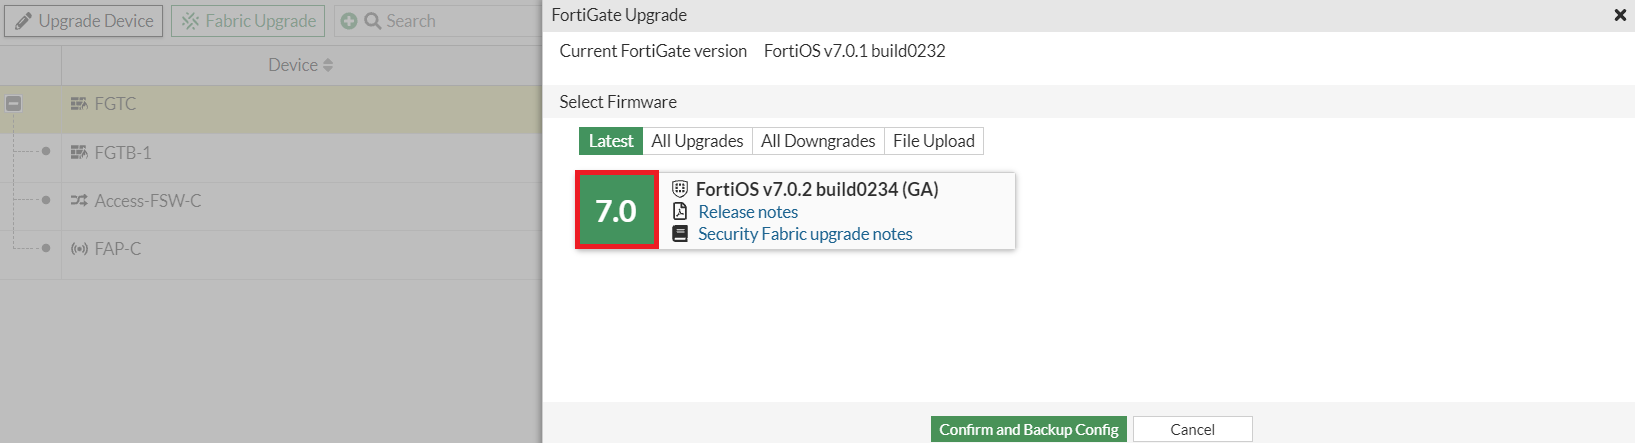 Upgrade Device
Fabric Upgrade
Search
Device
FGTC
FGTB-1
Access-FSW-C
FAP-C
FortiGate Upgrade
Current FortiGate version FortiOS v7.0.1 build0232
Select Firmware
Latest All Upgrades All Downgrades File Upload
7.0
FortiOS v7.0.2 build0234 (GA)
Release notes
Security Fabric upgrade notes
Confirm and Backup Config
Cancel